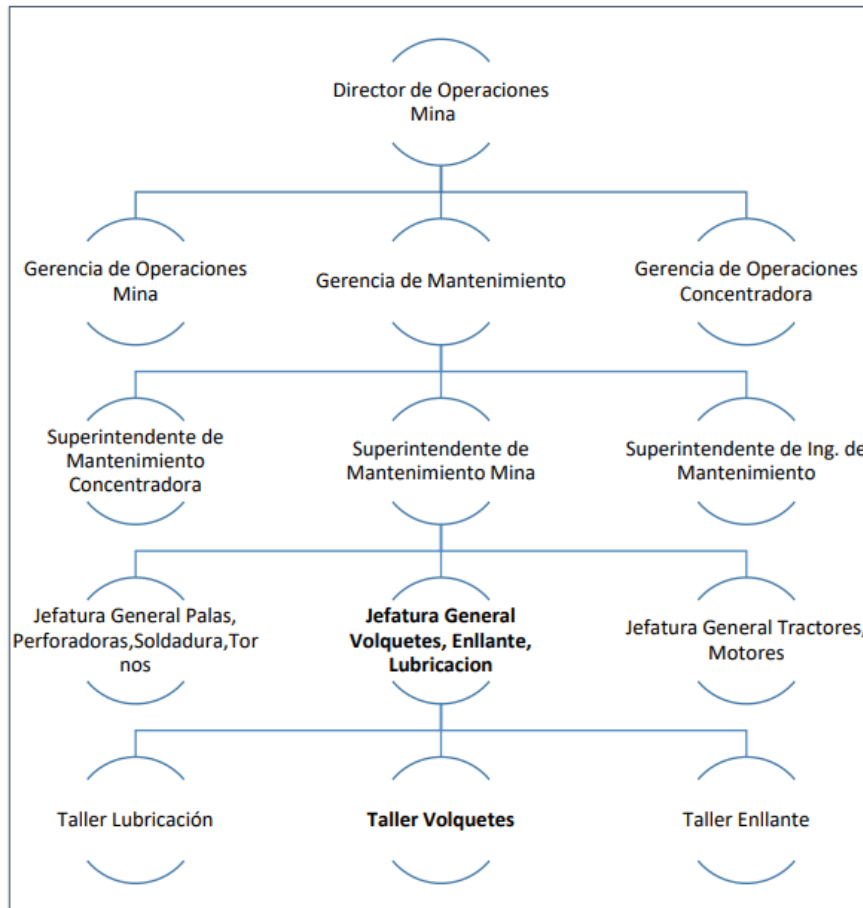 Director de Operaciones
Mina
Gerencia de Operaciones
Mina
Gerencia de Mantenimiento
Gerencia de Operaciones
Concentradora
Superintendente de
Mantenimiento
Concentradora
Superintendente de
Mantenimiento Mina
Superintendente de Ing. de
Mantenimiento
Jefatura General Palas,
Perforadoras,Soldadura,Tor
nos
Jefatura General
Volquetes, Enllante,
Lubricacion
Jefatura General Tractores,
Motores
Taller Lubricación
Taller Volquetes
Taller Enllante